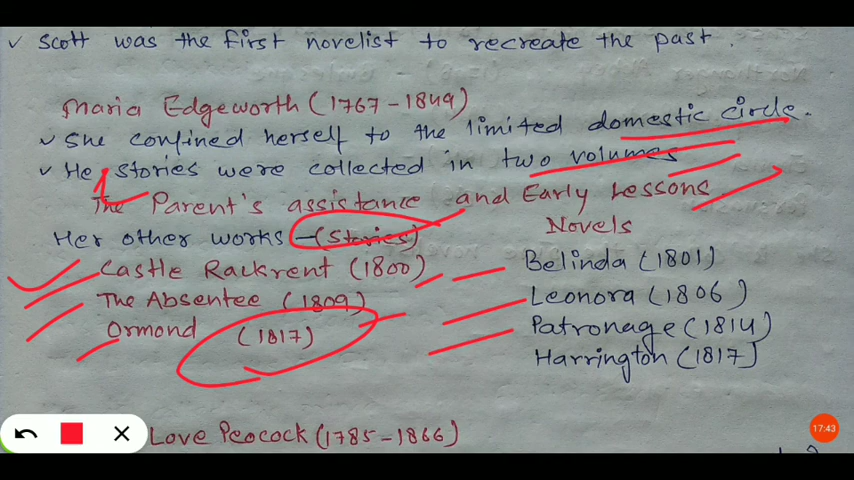 ✓ Scott was the first novelist to recreate the past.
Maria Edgeworth (1767-1849)
✓ She confined herself to the limited domestic circle.
✓ He stories were collected in two volumes
The Parent's assistance and Early Lessons
Her other works - (Stories)
Castle Rackrent (1800)
The Absentee (1809)
Ormond (1817)
Novels
Belinda (1801)
Leonora (1806)
Patronage (1814)
Harrington (1817)
Love Peocock (1785-1866)
17:43